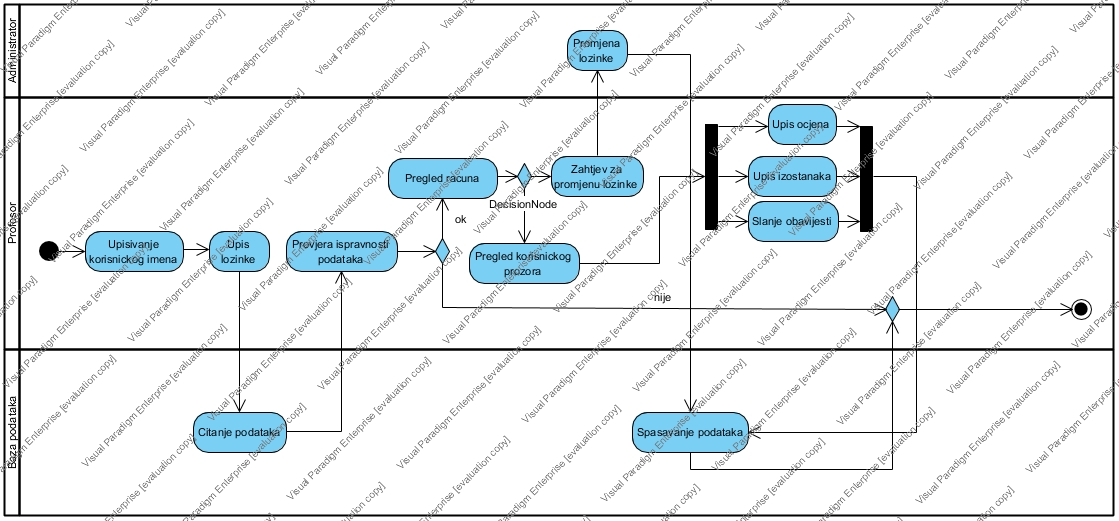 Administrator
Promjena
lozinke
Profesor
Upisivanje
korisnickog imena
Upis
lozinke
Provjera ispravnosti
podataka
ok
Pregled racuna
DecisionNode
Zahtjev za
promjenu lozinke
Pregled korisnickog
prozora
Upis ocjena
Upis izostanaka
Slanje obavijesti
nije
Baza podataka
Citanje podataka
Spasavanje podataka
Visual Paradigm Enterprise [evaluation copy]